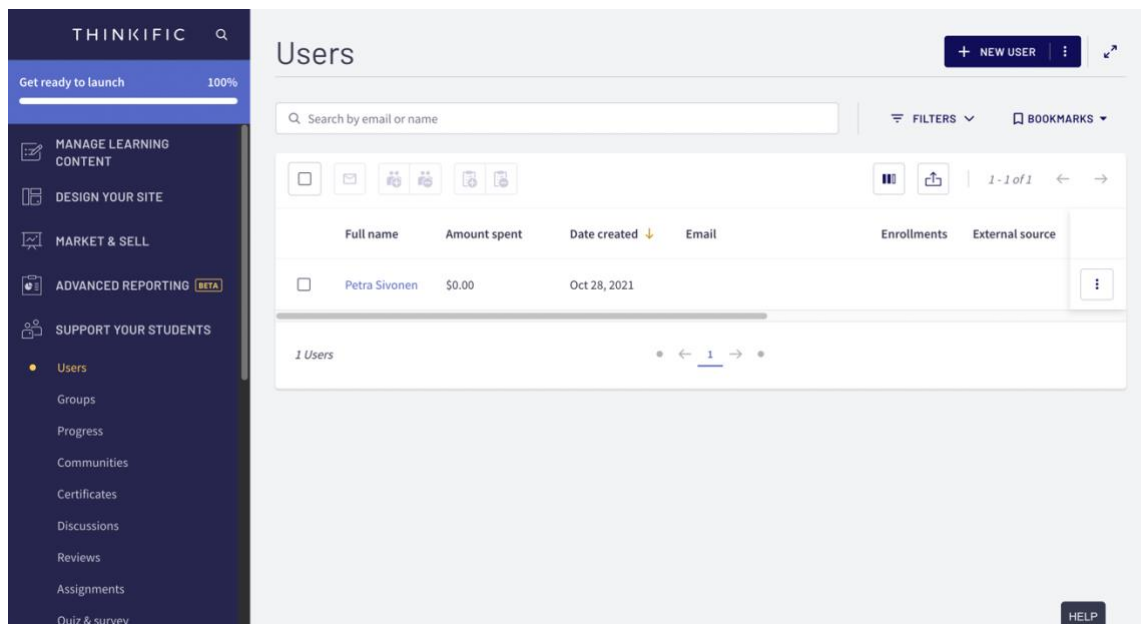 THINKIFIC
Get ready to launch 100%
MANAGE LEARNING
CONTENT
DESIGN YOUR SITE
MARKET & SELL
ADVANCED REPORTING BETA
SUPPORT YOUR STUDENTS
Users
Groups
Progress
Communities
Certificates
Discussions
Reviews
Assignments
Quiz & survey
Users
+ NEW USER
Search by email or name
FILTERS
BOOKMARKS
1 - 1 of 1
Full name Amount spent Date created Email Enrollments External source
Petra Sivonen $0.00 Oct 28, 2021
1 Users
1
HELP